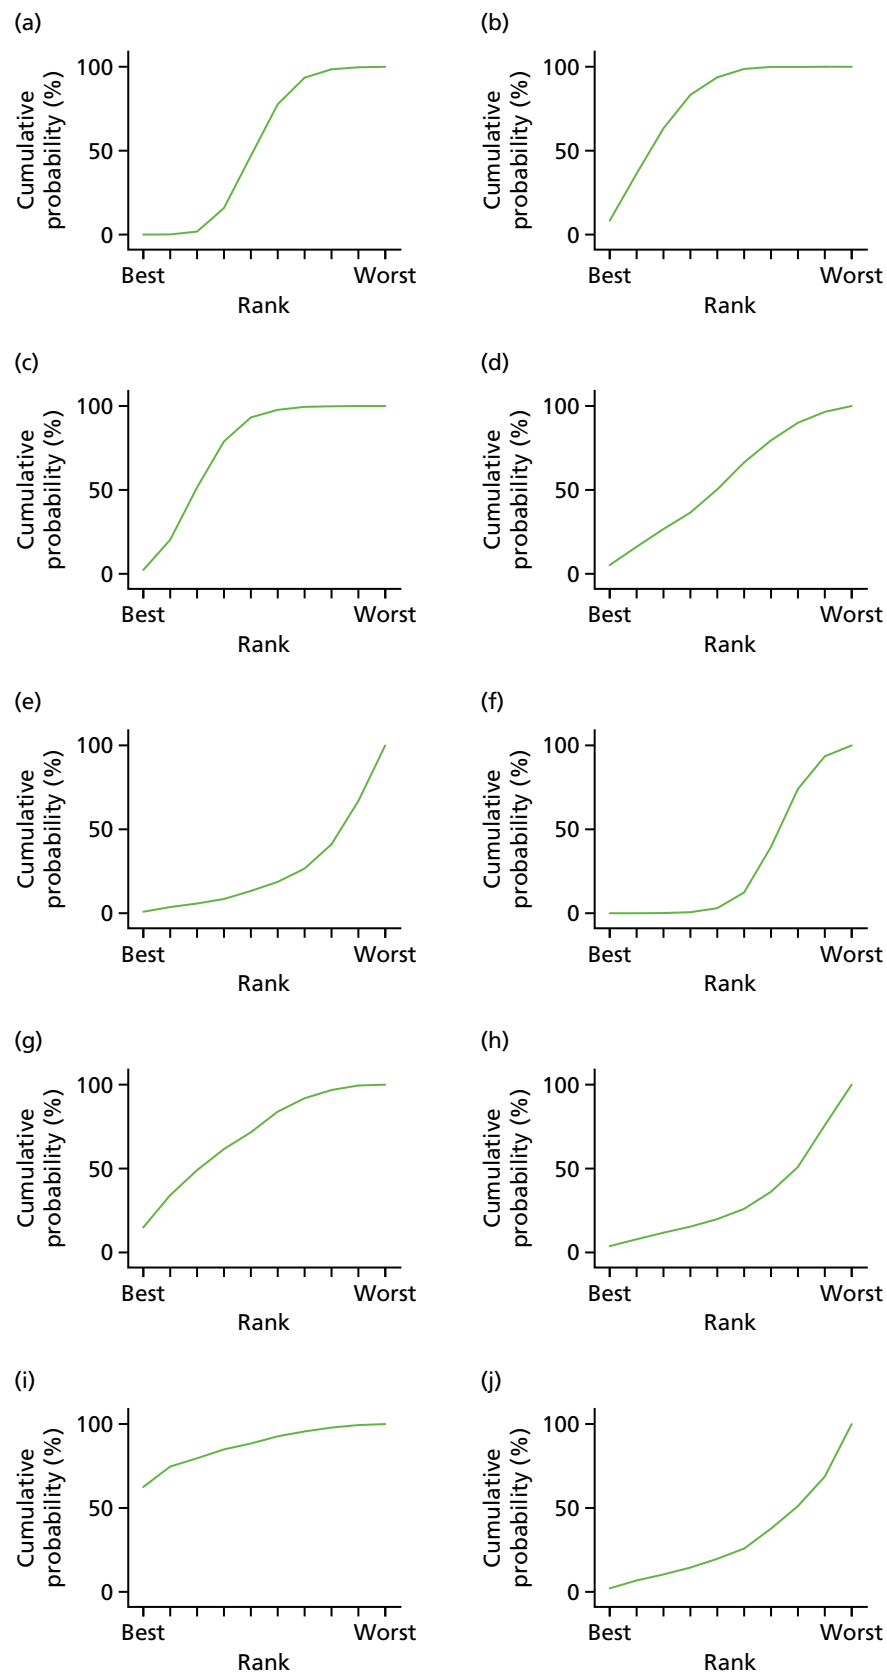 (a)
Cumulative
probability (%)
100
50
0
Best
Worst
Rank
(b)
Cumulative
probability (%)
100
50
0
Best
Worst
Rank
(c)
Cumulative
probability (%)
100
50
0
Best
Worst
Rank
(d)
Cumulative
probability (%)
100
50
0
Best
Worst
Rank
(e)
Cumulative
probability (%)
100
50
0
Best
Worst
Rank
(f)
Cumulative
probability (%)
100
50
0
Best
Worst
Rank
(g)
Cumulative
probability (%)
100
50
0
Best
Worst
Rank
(h)
Cumulative
probability (%)
100
50
0
Best
Worst
Rank
(i)
Cumulative
probability (%)
100
50
0
Best
Worst
Rank
(j)
Cumulative
probability (%)
100
50
0
Best
Worst
Rank